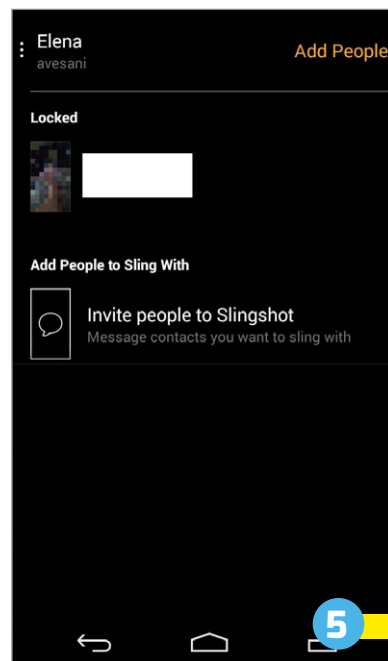 Elena
avesani
Add People
Locked
Add People to Sling With
Invite people to Slingshot
Message contacts you want to sling with
5